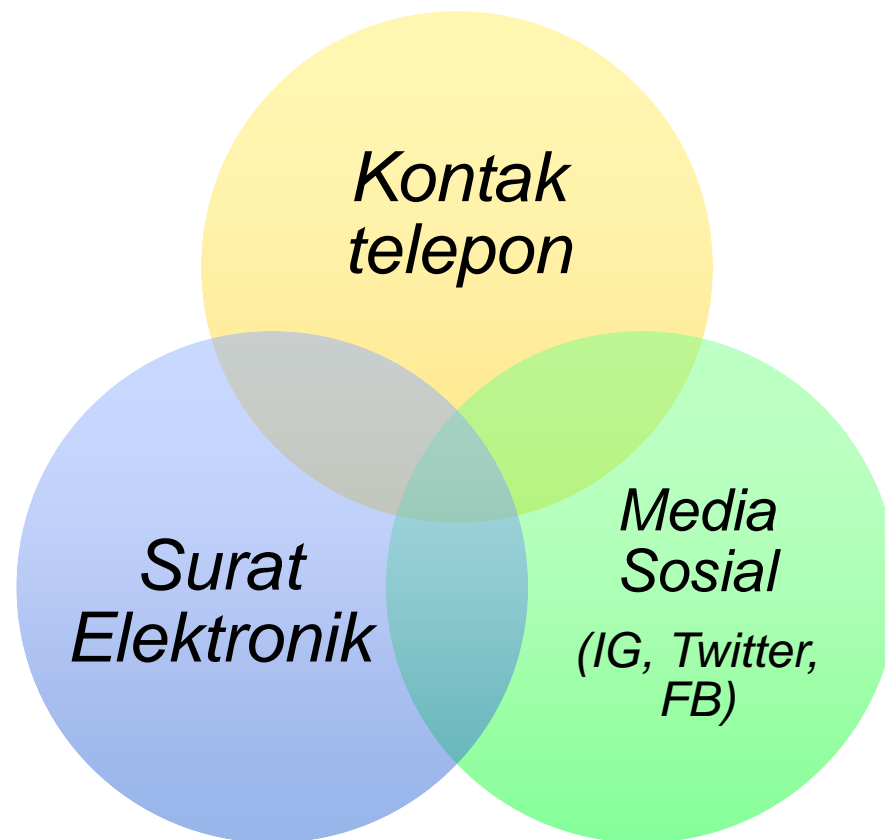 Kontak
telepon
Surat
Elektronik
Media
Sosial
(IG, Twitter,
FB)